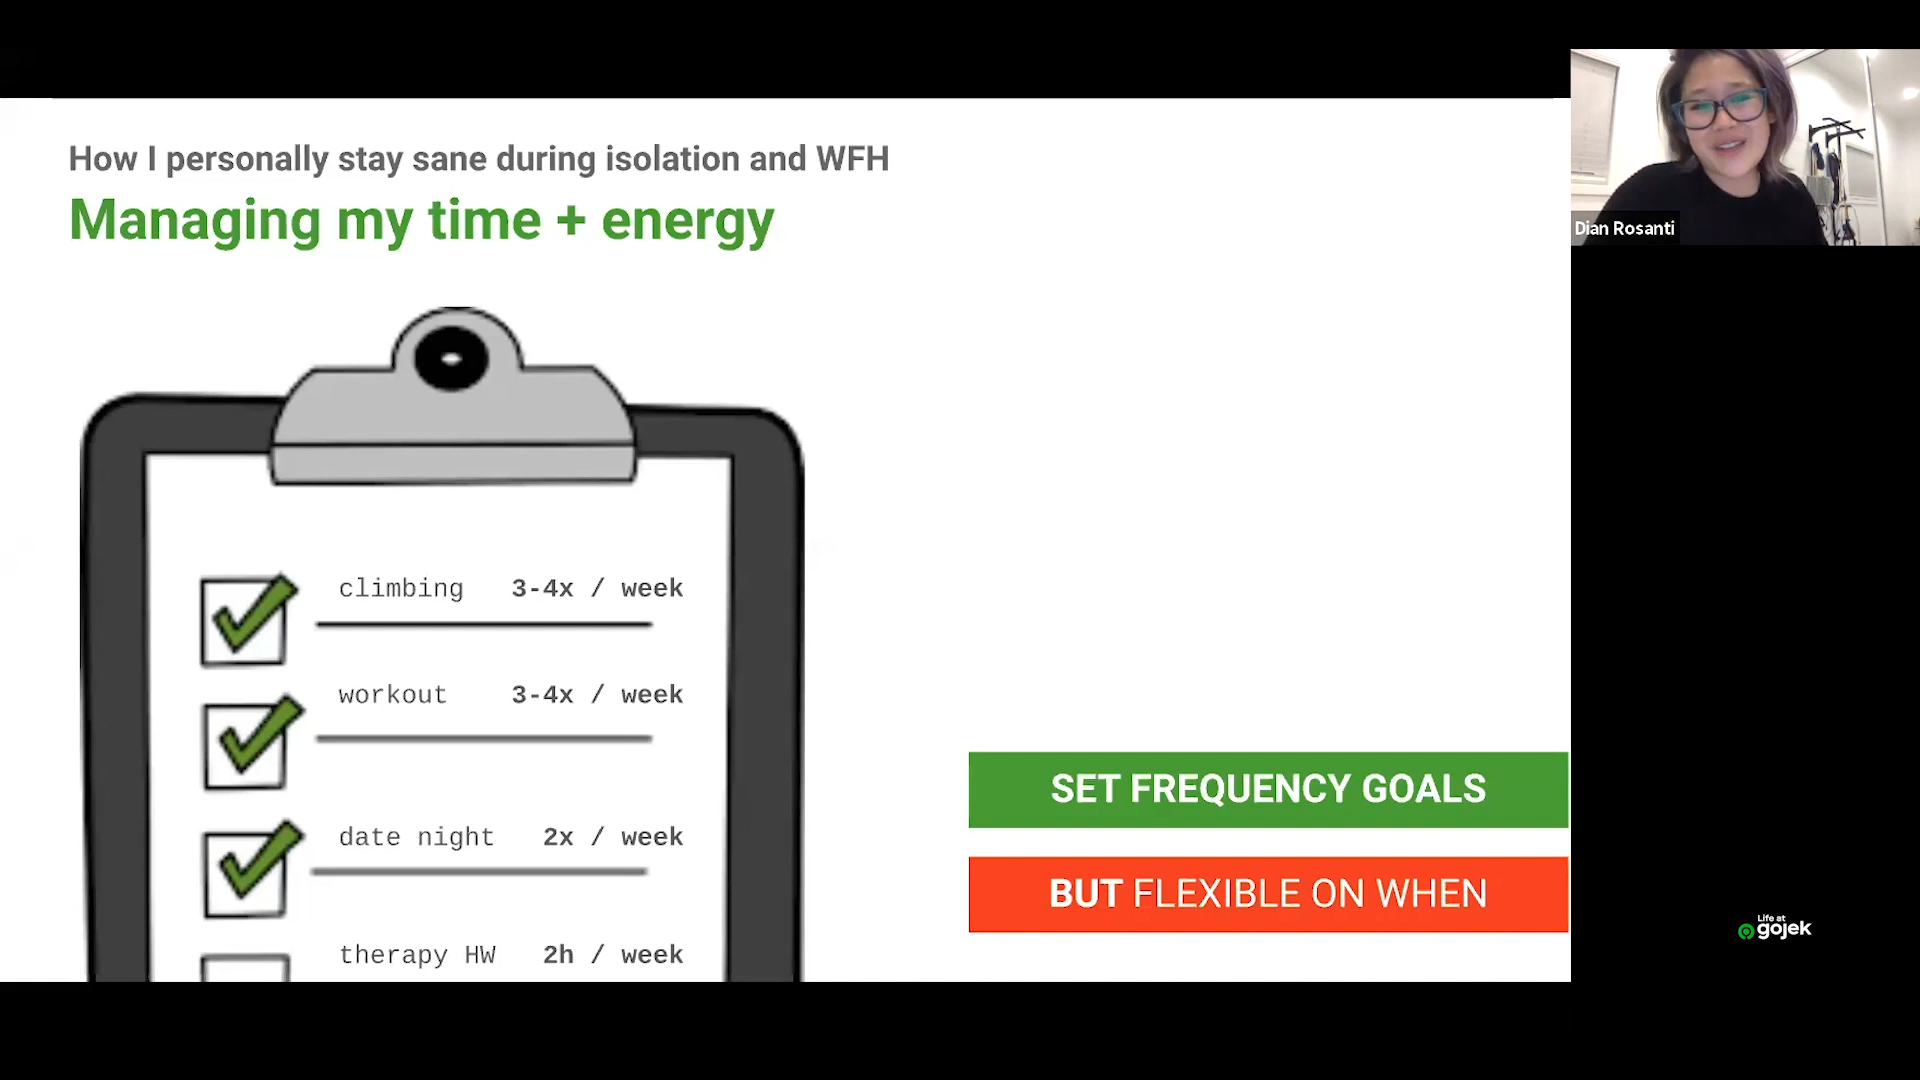 How I personally stay sane during isolation and WFH
Managing my time + energy
climbing 3-4x / week
workout 3-4x / week
date night 2x / week
therapy HW 2h / week
SET FREQUENCY GOALS
BUT FLEXIBLE ON WHEN
Dian Rosanti
Life at
gojek